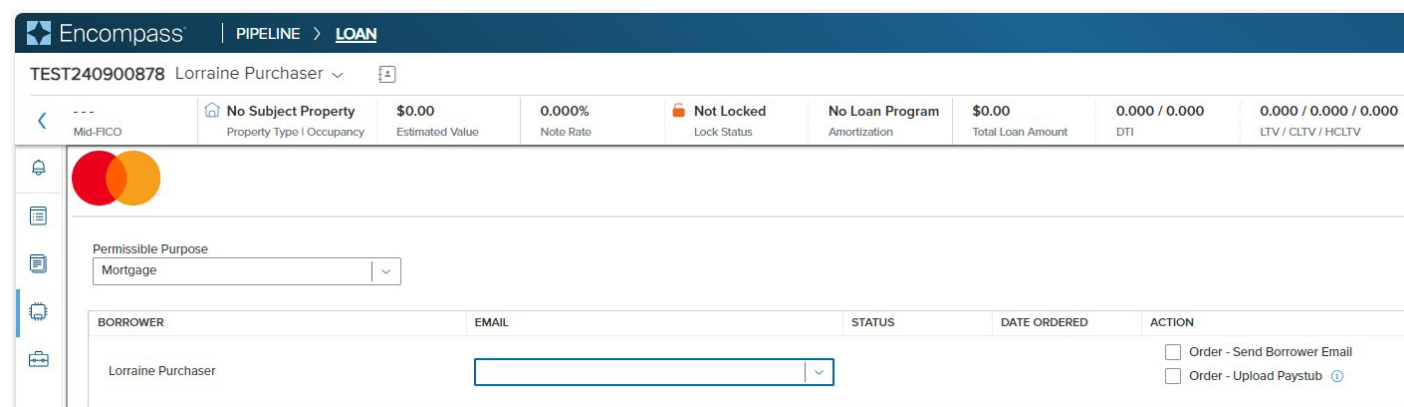 Encompass® PIPELINE > LOAN
TEST240900878 Lorraine Purchaser
--- No Subject Property $0.00 0.000% Not Locked No Loan Program $0.00 0.000 / 0.000 0.000 / 0.000 / 0.000
Mid-FICO Property Type | Occupancy Estimated Value Note Rate Lock Status Amortization Total Loan Amount DTI LTV / CLTV / HCLTV
Permissible Purpose
Mortgage
BORROWER EMAIL STATUS DATE ORDERED ACTION
Order - Send Borrower Email
Lorraine Purchaser
Order - Upload Paystub